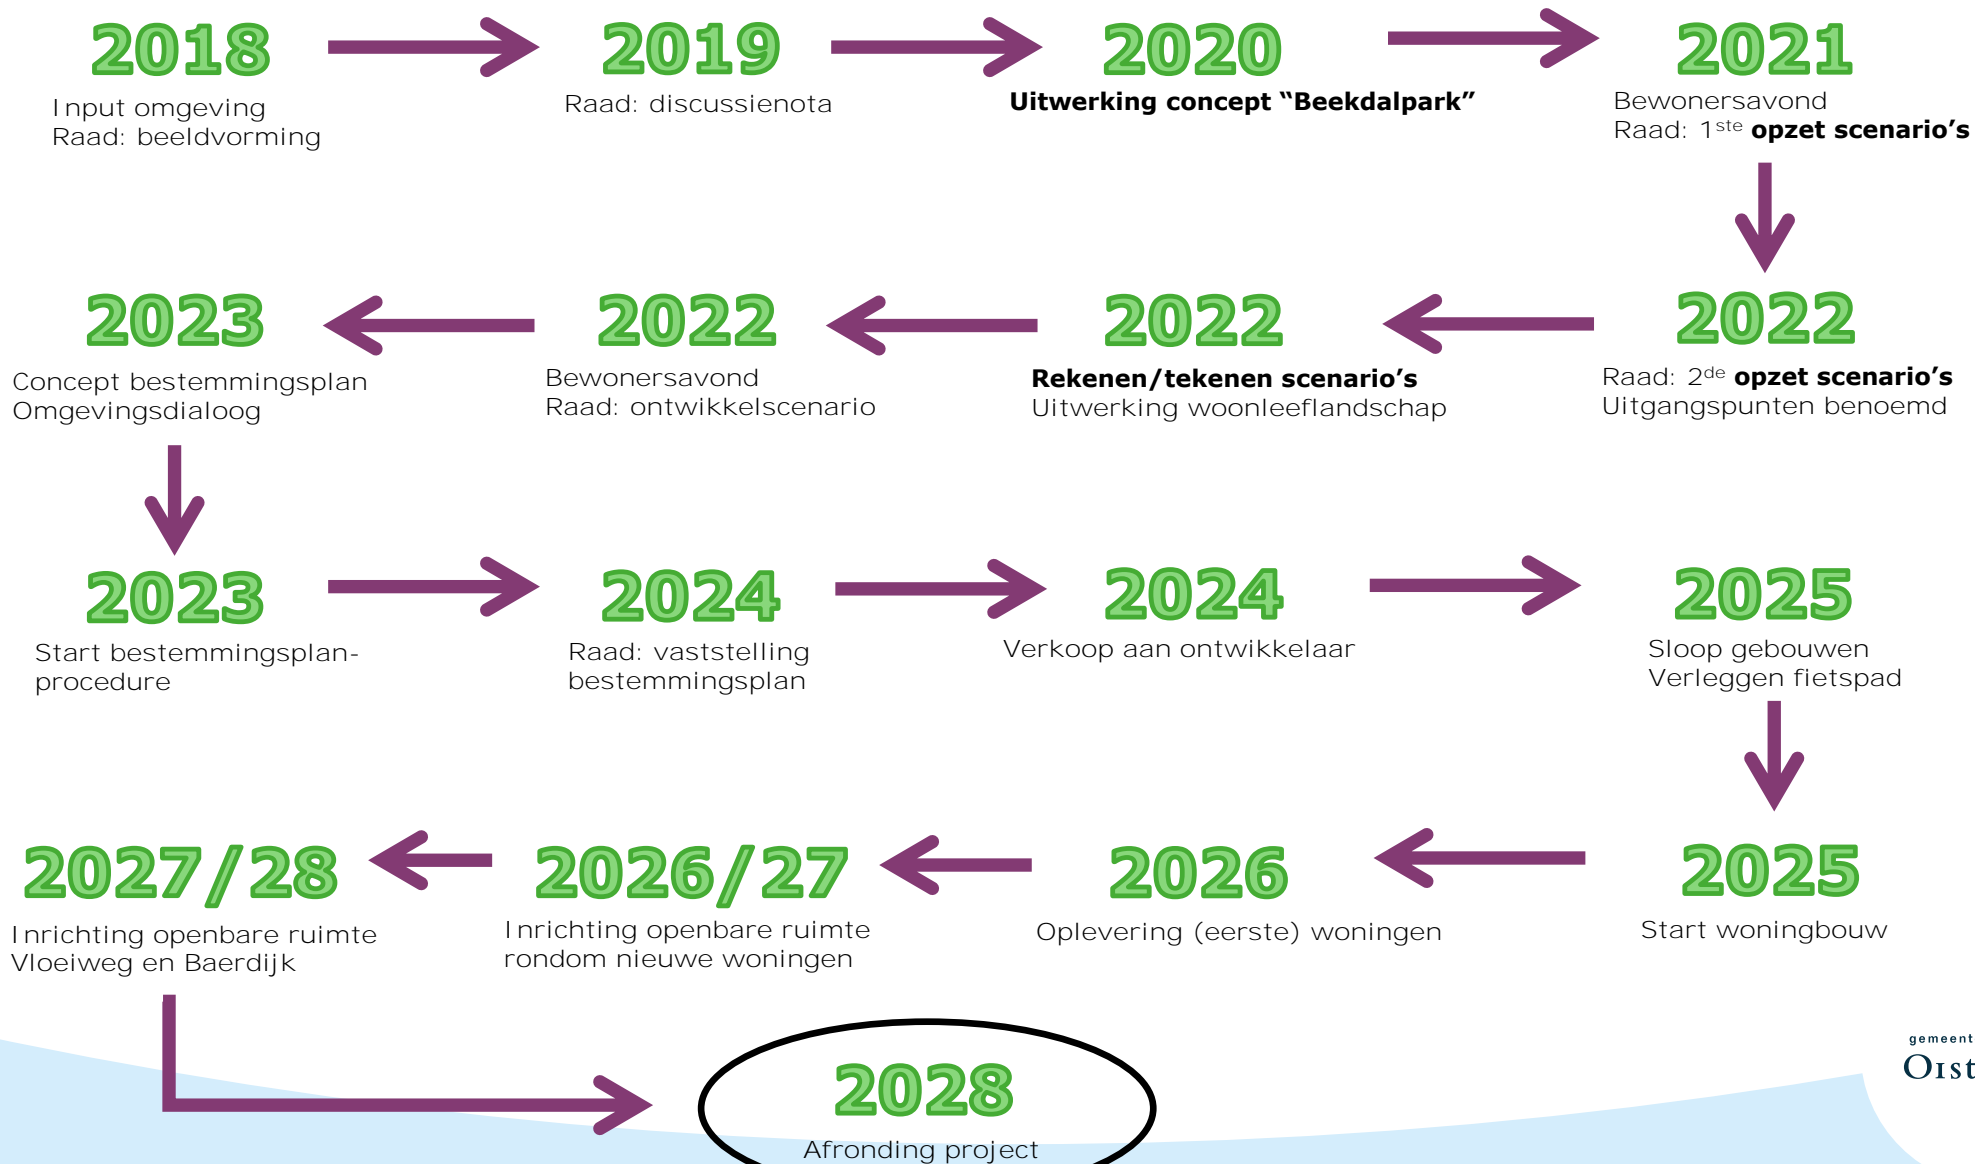 2018
Input omgeving
Raad: beeldvorming
2019
Raad: discussienota
2020
Uitwerking concept “Beekdalpark”
2021
Bewonersavond
Raad: 1ste opzet scenario’s
2022
Raad: 2de opzet scenario’s
Uitgangspunten benoemd
2022
Rekenen/tekenen scenario’s
Uitwerking woonleeflandschap
2022
Bewonersavond
Raad: ontwikkelscenario
2023
Concept bestemmingsplan
Omgevingsdialoog
2023
Start bestemmingsplan-
procedure
2024
Raad: vaststelling
bestemmingsplan
2024
Verkoop aan ontwikkelaar
2025
Sloop gebouwen
Verleggen fietspad
2025
Start woningbouw
2026
Oplevering (eerste) woningen
2026/27
Inrichting openbare ruimte
rondom nieuwe woningen
2027/28
Inrichting openbare ruimte
Vloeiweg en Baerdijk
2028
Afronding project
gemeent
Oist